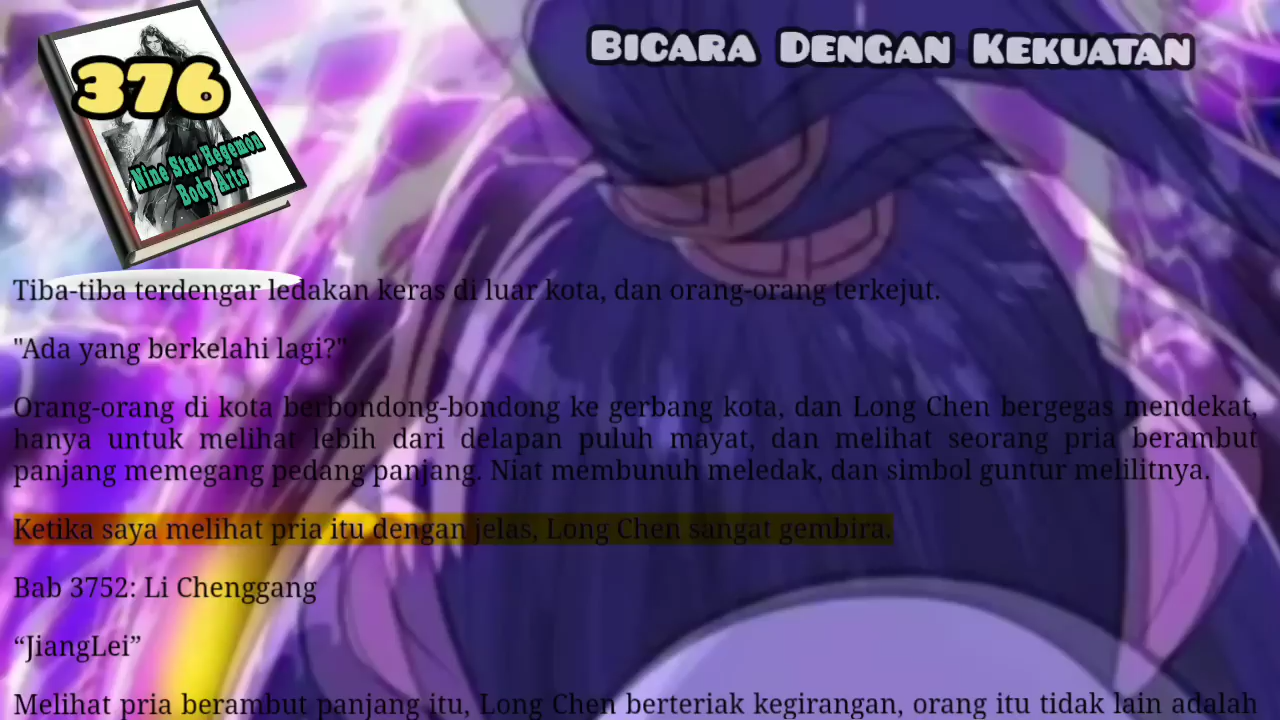 376
Nine Star Hegemon
Body Arts
Bicara Dengan Kekuatan
Tiba-tiba terdengar ledakan keras di luar kota, dan orang-orang terkejut.
"Ada yang berkelahi lagi?"
Orang-orang di kota berbondong-bondong ke gerbang kota, dan Long Chen bergegas mendekat,
hanya untuk melihat lebih dari delapan puluh mayat, dan melihat seorang pria berambut
panjang memegang pedang panjang. Niat membunuh meledak, dan simbol guntur melilitnya.
Ketika saya melihat pria itu dengan jelas, Long Chen sangat gembira.
Bab 3752: Li Chenggang
“JiangLei”
Melihat pria berambut panjang itu, Long Chen berteriak kegirangan, orang itu tidak lain adalah